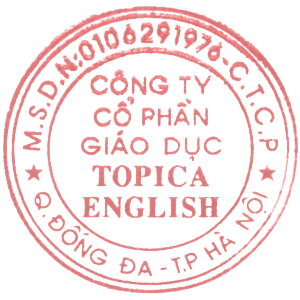 M.S.D.N:0106291976-C.T.C.P
CÔNG TY
CỔ PHẦN
GIÁO DỤC
TOPICA
ENGLISH
★ Q.ĐỐNG ĐA - T.P HÀ NỘI ★